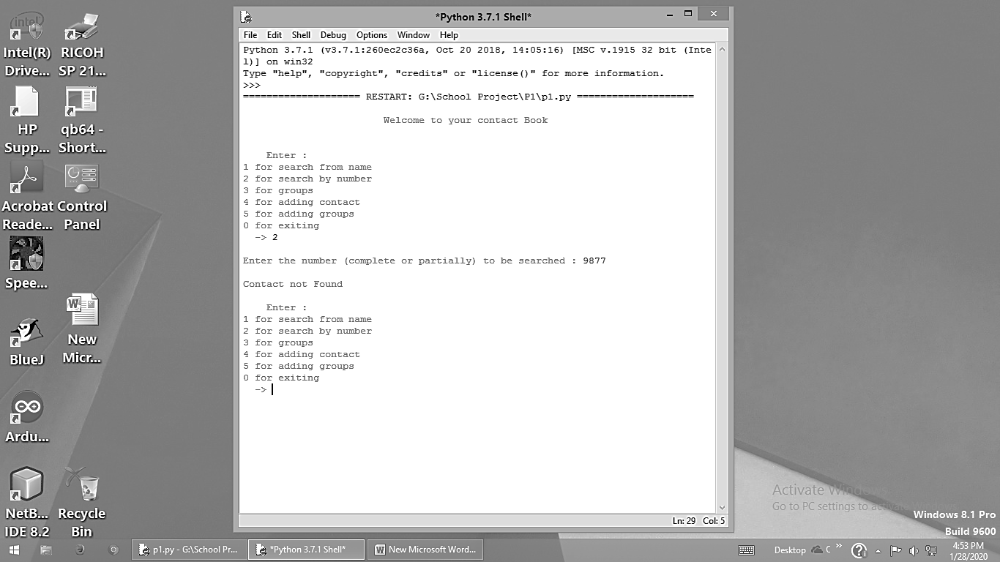 intel
Intel(R)
Drive...
RICOH
SP 21...
HP
Supp...
qb64 -
Short...
Acrobat
Reade...
Control
Panel
Spee...
BlueJ
New
Micr...
Ardu...
NetB...
IDE 8.2
Recycle
Bin
*Python 3.7.1 Shell*
File Edit Shell Debug Options Window Help
Python 3.7.1 (v3.7.1:260ec2c36a, Oct 20 2018, 14:05:16) [MSC v.1915 32 bit (Inte
l)] on win32
Type "help", "copyright", "credits" or "license()" for more information.
>>>
==================== RESTART: G:\School Project\P1\p1.py ====================
Welcome to your contact Book
Enter :
1 for search from name
2 for search by number
3 for groups
4 for adding contact
5 for adding groups
0 for exiting
-> 2
Enter the number (complete or partially) to be searched : 9877
Contact not Found
Enter :
1 for search from name
2 for search by number
3 for groups
4 for adding contact
5 for adding groups
0 for exiting
->
Ln: 29 Col: 5
Activate Windows
Go to PC settings to activate Windows.
Windows 8.1 Pro
Build 9600
p1.py - G:\School Pr...
*Python 3.7.1 Shell*
New Microsoft Word...
Desktop
C
4:53 PM
1/28/2020